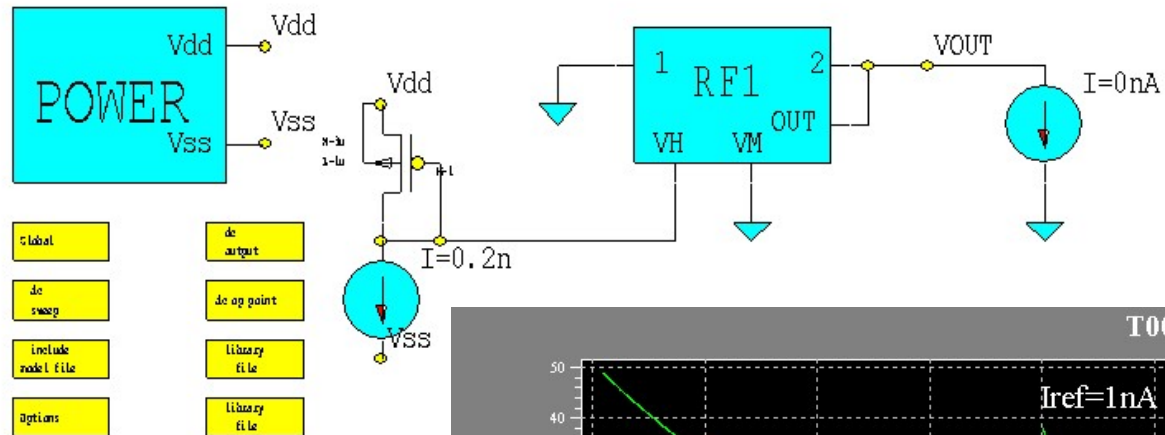 Vdd
Vdd
POWER
Vss
Vss
Vdd
I=0.2n
Vss
1
RF1
2
OUT
VH
VM
VOUT
I=0nA
Global
dc
output
dc
sweep
dc op point
include
model file
library
file
Options
library
file
50
40
Iref=1nA